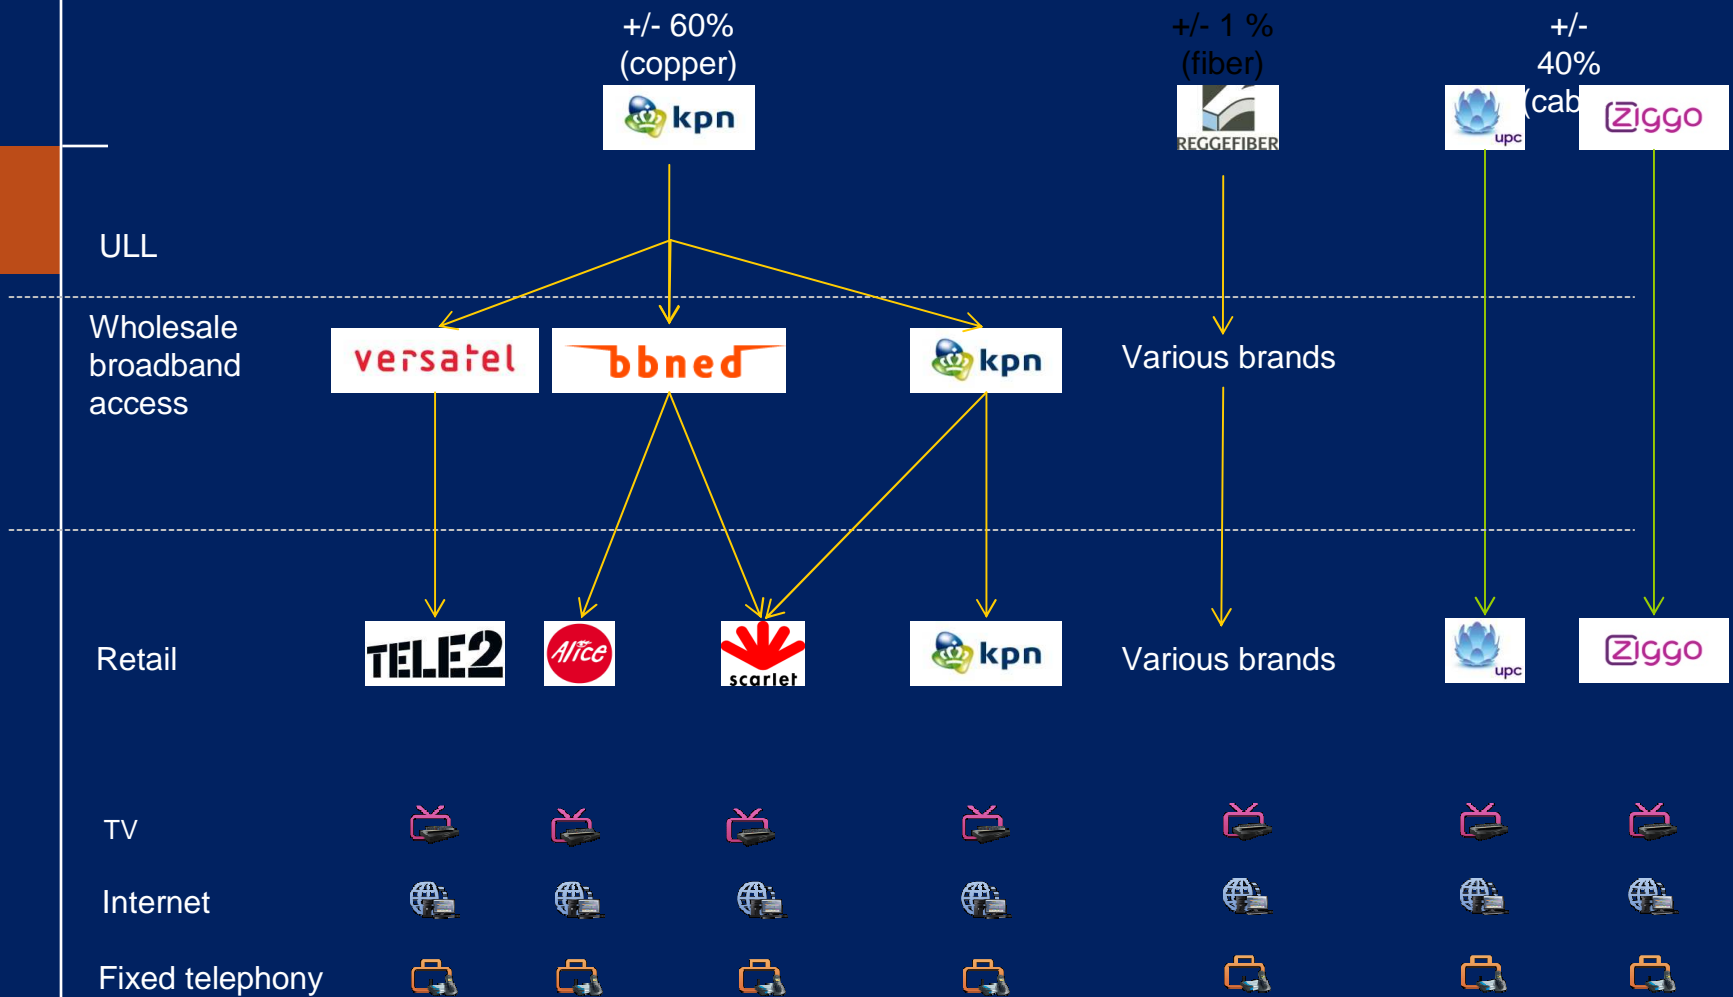 +/- 60%
(copper)
+/- 1 %
(fiber)
+/-
40%
(cab
kpn
REGGEFIBER
upc
Ziggo
ULL
Wholesale
broadband
access
versatel
bbned
kpn
Various brands
Retail
TELE2
Alice
scarlet
kpn
Various brands
upc
Ziggo
TV
Internet
Fixed telephony